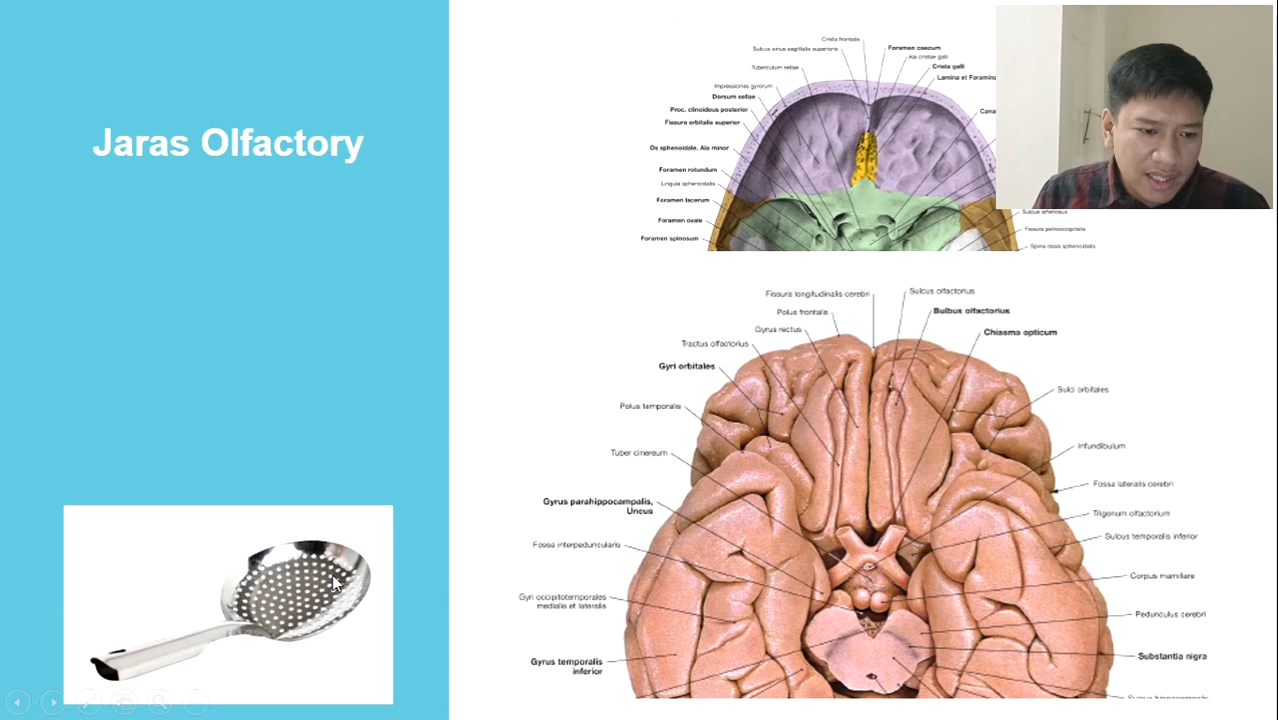 Jaras Olfactory
Crista frontalis
Sulcus sinus sagittalis superioris
Tuberculum sellae
Impressiones gyrorum
Dorsum sellae
Proc. clinoideus posterior
Fissura orbitalis superior
Os sphenoidale, Ala minor
Foramen rotundum
Lingula sphenoidalis
Foramen lacerum
Foramen ovale
Foramen spinosum
Foramen caecum
Ala cristae galli
Crista galli
Lamina et Foramina
Cana
Sulcus arteriosus
Fissura petrooccipitalis
Spina ossis sphenoidalis
Fissura longitudinalis cerebri
Polus frontalis
Gyrus rectus
Tractus olfactorius
Gyri orbitales
Polus temporalis
Tuber cinereum
Gyrus parahippocampalis,
Uncus
Fossa interpeduncularis
Gyri occipitotemporales
medialis et lateralis
Gyrus temporalis
inferior
Sulcus olfactorius
Bulbus olfactorius
Chiasma opticum
Sulci orbitales
Infundibulum
Fossa lateralis cerebri
Trigonum olfactorium
Sulcus temporalis inferior
Corpus mamillare
Pedunculus cerebri
Substantia nigra